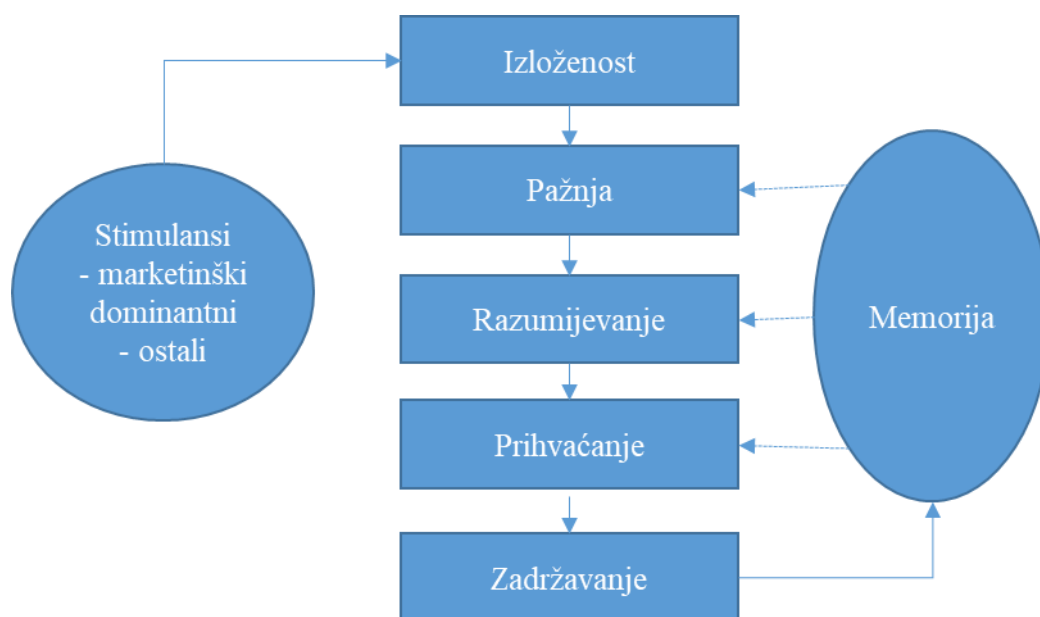 Izloženost
Pažnja
Stimulansi
- marketinški
dominantni
- ostali
Razumijevanje
Memorija
Prihvaćanje
Zadržavanje